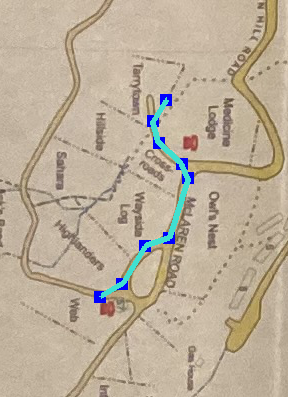 N HILL ROAD
Tarrytown
Medicine
Lodge
Hillside
Cross
roads
Sahara
Wayside
Log
Owl's Nest
McLAREN ROAD
Highlanders
Web
Gas House